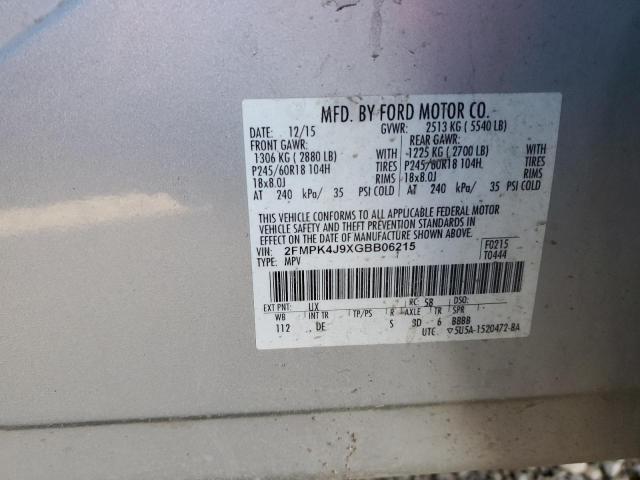 MFD. BY FORD MOTOR CO.
DATE: 12/15 GVWR: 2513 KG ( 5540 LB)
FRONT GAWR: REAR GAWR:
1306 KG ( 2880 LB) WITH 1225 KG ( 2700 LB) WITH
P245/60R18 104H TIRES P245/60R18 104H TIRES
18x8.0J RIMS 18x8.0J RIMS
AT 240 kPa/ 35 PSI COLD AT 240 kPa/ 35 PSI COLD
THIS VEHICLE CONFORMS TO ALL APPLICABLE FEDERAL MOTOR
VEHICLE SAFETY AND THEFT PREVENTION STANDARDS IN EFFECT
ON THE DATE OF MANUFACTURE SHOWN ABOVE.
VIN: 2FMPK4J9XGBB06215 F0215
TYPE: MPV T0444
EXT PNT: UX RC: 58 DSO:
WB INT TR TP/PS R AXLE TR SPR
112 DE S 3D 6 BBBB
UTC ▽5U5A-1520472-BA